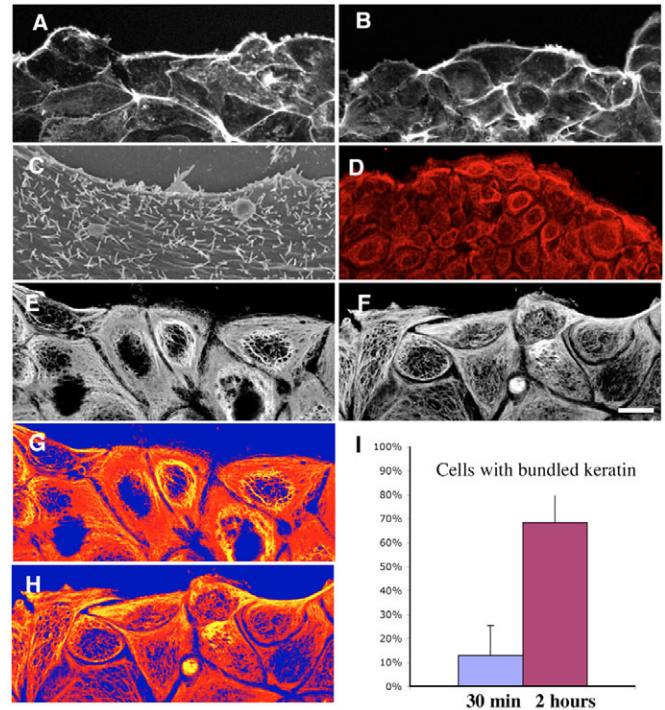 A
B
C
D
E
F
G
I
100%
90%
Cells with bundled keratin
80%
70%
60%
50%
H
40%
30%
20%
10%
0%
30 min 2 hours